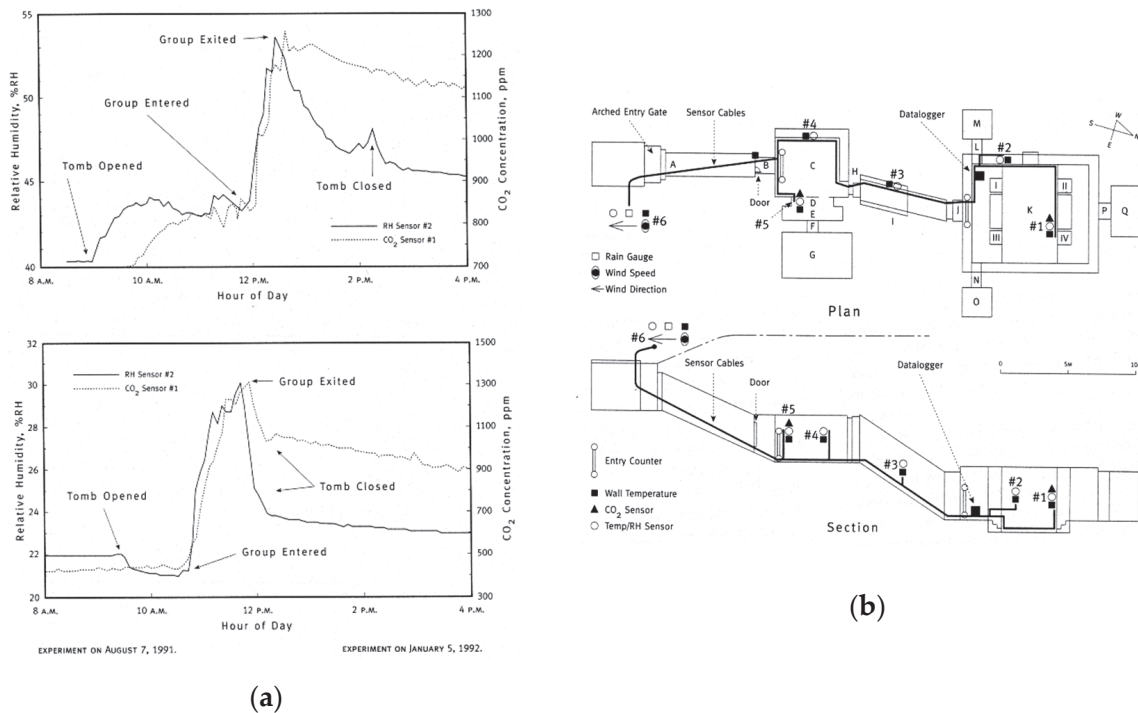 55
50
45
40
Relative Humidity, %RH
1300
1200
1100
1000
900
800
700
CO2 Concentration, ppm
Group Exited
Group Entered
Tomb Opened
Tomb Closed
RH Sensor #2
CO2 Sensor #1
8 A.M.
10 A.M.
12 P.M.
2 P.M.
4 P.M.
Hour of Day
32
30
28
26
24
22
20
Relative Humidity, %RH
1500
1300
1100
900
700
500
300
CO2 Concentration, ppm
RH Sensor #2
CO2 Sensor #1
Group Exited
Tomb Closed
Tomb Opened
Group Entered
8 A.M.
10 A.M.
12 P.M.
2 P.M.
4 P.M.
Hour of Day
EXPERIMENT ON AUGUST 7, 1991.
EXPERIMENT ON JANUARY 5, 1992.
(a)
Arched Entry Gate
Sensor Cables
#4
Datalogger
M
L
#2
S
W
E
N
A
B
C
H
#3
I
II
D
Door
#5
E
I
J
K
#1
P
Q
#6
F
III
IV
G
N
O
Rain Gauge
Wind Speed
Wind Direction
Plan
#6
Sensor Cables
Datalogger
0
5M
10
Door
#5
#4
Entry Counter
#3
#2
#1
Wall Temperature
CO2 Sensor
Temp/RH Sensor
Section
(b)